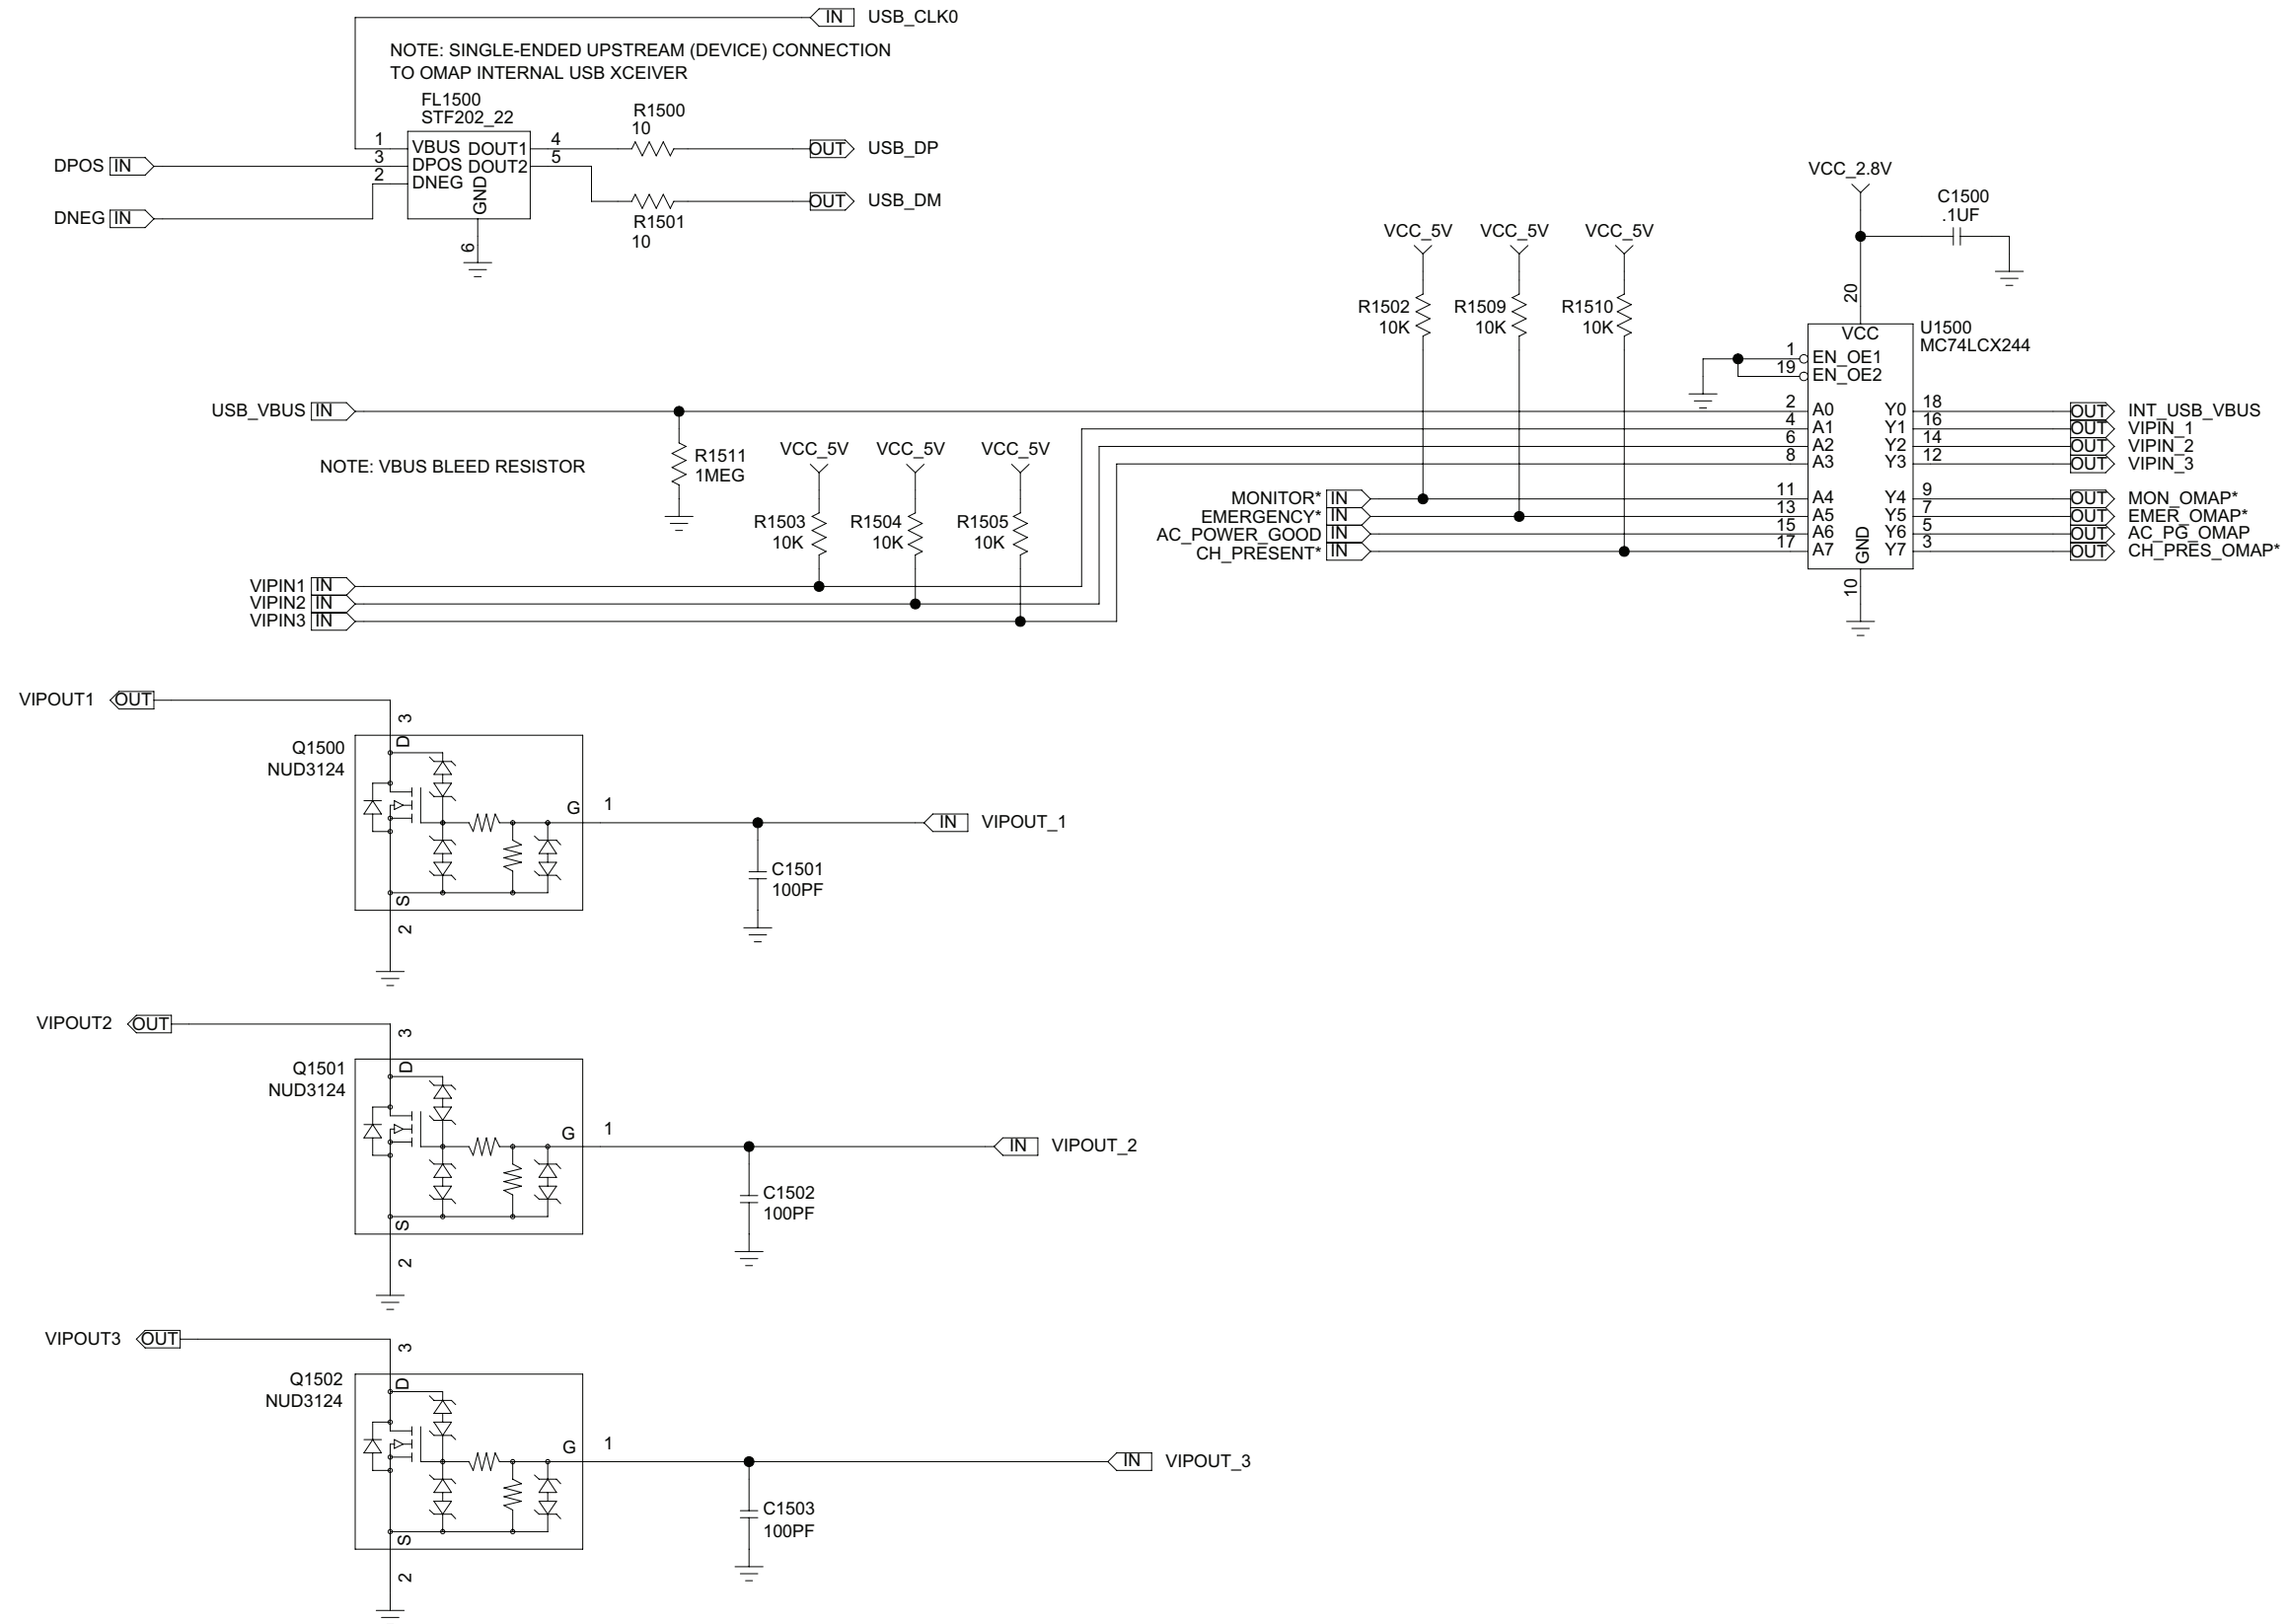 IN USB_CLK0
NOTE: SINGLE-ENDED UPSTREAM (DEVICE) CONNECTION
TO OMAP INTERNAL USB XCEIVER
FL1500
STF202_22
R1500
10
1 VBUS DOUT1 4 OUT USB_DP
DPOS IN 3 DPOS DOUT2 5
2 DNEG
GND
DNEG IN
OUT USB_DM
R1501
10
6
VCC_2.8V
C1500
.1UF
VCC_5V VCC_5V VCC_5V
20
R1502 R1509 R1510
10K 10K 10K
VCC
U1500
MC74LCX244
1 EN_OE1
19 EN_OE2
USB_VBUS IN 2 A0 Y0 18 OUT INT_USB_VBUS
4 A1 Y1 16 OUT VIPIN_1
6 A2 Y2 14 OUT VIPIN_2
8 A3 Y3 12 OUT VIPIN_3
VCC_5V VCC_5V VCC_5V
R1511
1MEG
NOTE: VBUS BLEED RESISTOR
MONITOR* IN 11 A4 Y4 9 OUT MON_OMAP*
EMERGENCY* IN 13 A5 Y5 7 OUT EMER_OMAP*
AC_POWER_GOOD IN 15 A6 Y6 5 OUT AC_PG_OMAP
CH_PRESENT* IN 17 A7 Y7 3 OUT CH_PRES_OMAP*
GND
10
R1503 R1504 R1505
10K 10K 10K
VIPIN1 IN
VIPIN2 IN
VIPIN3 IN
VIPOUT1 OUT
3
D
Q1500
NUD3124
G 1
IN VIPOUT_1
C1501
100PF
S
2
VIPOUT2 OUT
3
D
Q1501
NUD3124
G 1
IN VIPOUT_2
C1502
100PF
S
2
VIPOUT3 OUT
3
D
Q1502
NUD3124
G 1
IN VIPOUT_3
C1503
100PF
S
2